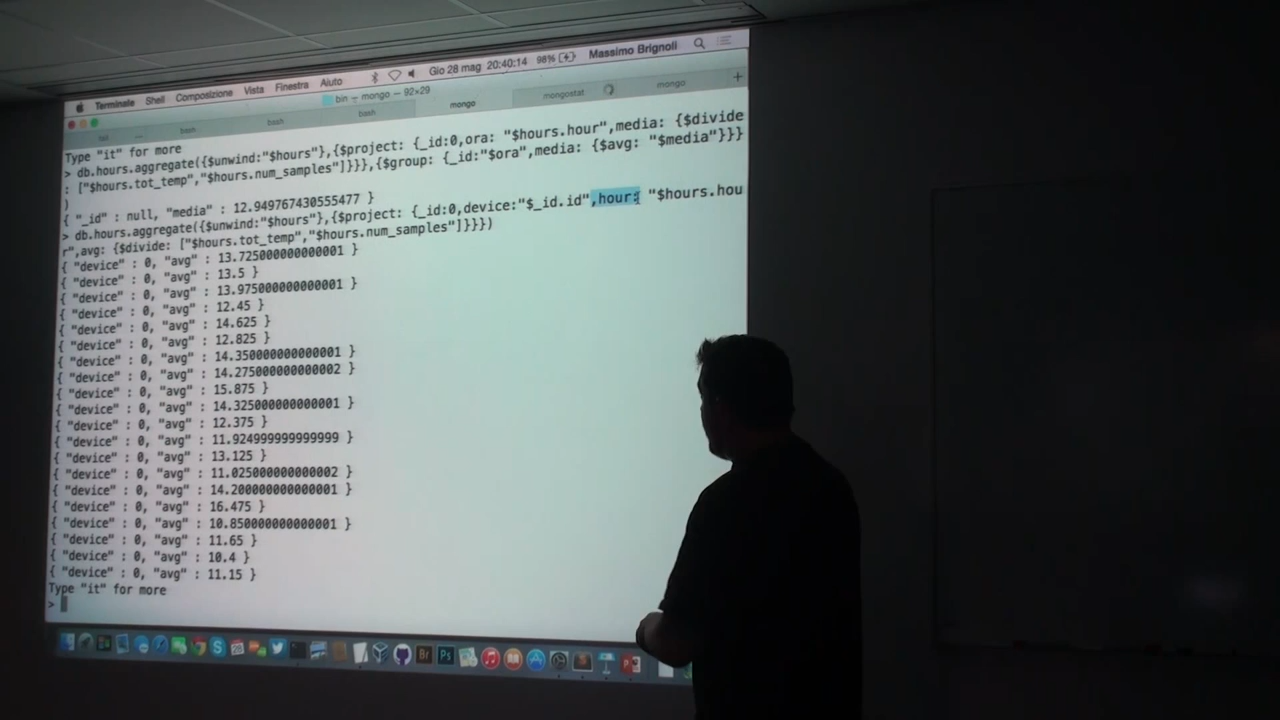 Terminale Shell Composizione Vista Finestra Aiuto Gio 28 mag 20:40:14 98% Massimo Brignoli
bin — mongo — 92×29
bash bash bash mongo mongostat mongo +
Type "it" for more
> db.hours.aggregate({$unwind:"$hours"},{$project: {_id:0,ora: "$hours.hour",media: {$divide
: ["$hours.tot_temp","$hours.num_samples"]}}},{$group: {_id:"$ora",media: {$avg: "$media"}}}
)
{ "_id" : null, "media" : 12.949767430555477 }
> db.hours.aggregate({$unwind:"$hours"},{$project: {_id:0,device:"$_id.id",hour: "$hours.hou
r",avg: {$divide: ["$hours.tot_temp","$hours.num_samples"]}}})
{ "device" : 0, "avg" : 13.725000000000001 }
{ "device" : 0, "avg" : 13.5 }
{ "device" : 0, "avg" : 13.975000000000001 }
{ "device" : 0, "avg" : 12.45 }
{ "device" : 0, "avg" : 14.625 }
{ "device" : 0, "avg" : 12.825 }
{ "device" : 0, "avg" : 14.350000000000001 }
{ "device" : 0, "avg" : 14.275000000000002 }
{ "device" : 0, "avg" : 15.875 }
{ "device" : 0, "avg" : 14.325000000000001 }
{ "device" : 0, "avg" : 12.375 }
{ "device" : 0, "avg" : 11.924999999999999 }
{ "device" : 0, "avg" : 13.125 }
{ "device" : 0, "avg" : 11.025000000000002 }
{ "device" : 0, "avg" : 14.200000000000001 }
{ "device" : 0, "avg" : 16.475 }
{ "device" : 0, "avg" : 10.850000000000001 }
{ "device" : 0, "avg" : 11.65 }
{ "device" : 0, "avg" : 10.4 }
{ "device" : 0, "avg" : 11.15 }
Type "it" for more
>
Br Ps